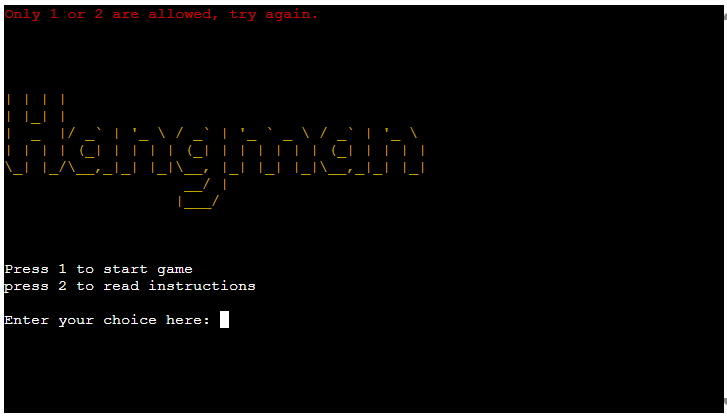 Only 1 or 2 are allowed, try again.
Hangman
Press 1 to start game
press 2 to read instructions
Enter your choice here: